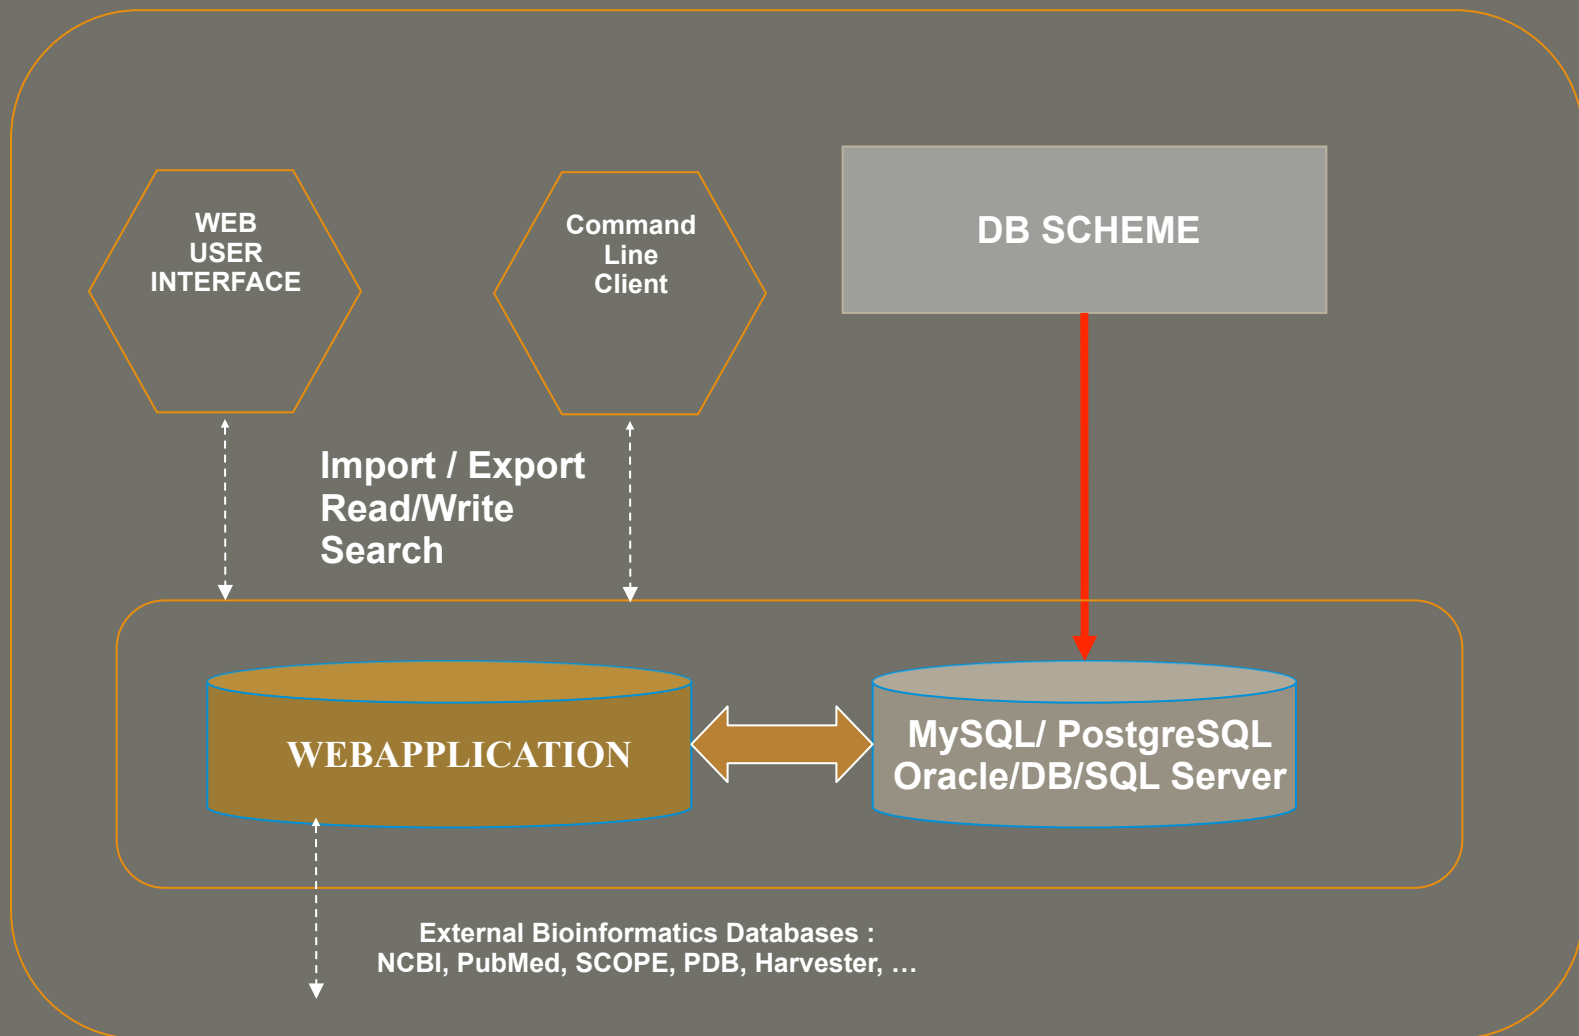 WEB
USER
INTERFACE
Command
Line
Client
DB SCHEME
Import / Export
Read/Write
Search
WEBAPPLICATION
MySQL/ PostgreSQL
Oracle/DB/SQL Server
External Bioinformatics Databases :
NCBI, PubMed, SCOPE, PDB, Harvester, …